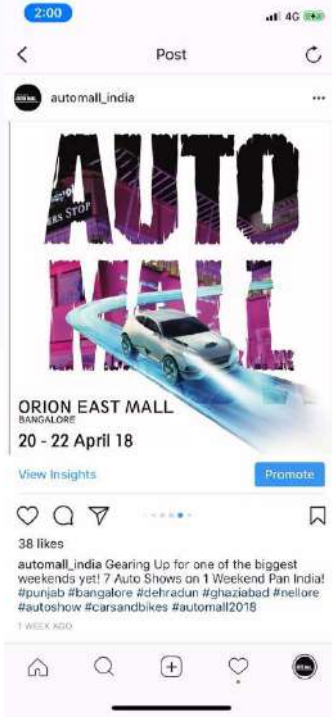 2:00
4G
Post
automall_india
AUTO
MALL
ERS STOP
ORION EAST MALL
BANGALORE
20 - 22 April 18
View Insights
Promote
38 likes
automall_india Gearing Up for one of the biggest
weekends yet! 7 Auto Shows on 1 Weekend Pan India!
#punjab #bangalore #dehradun #ghaziabad #nellore
#autoshow #carsandbikes #automall2018
1 WEEK AGO